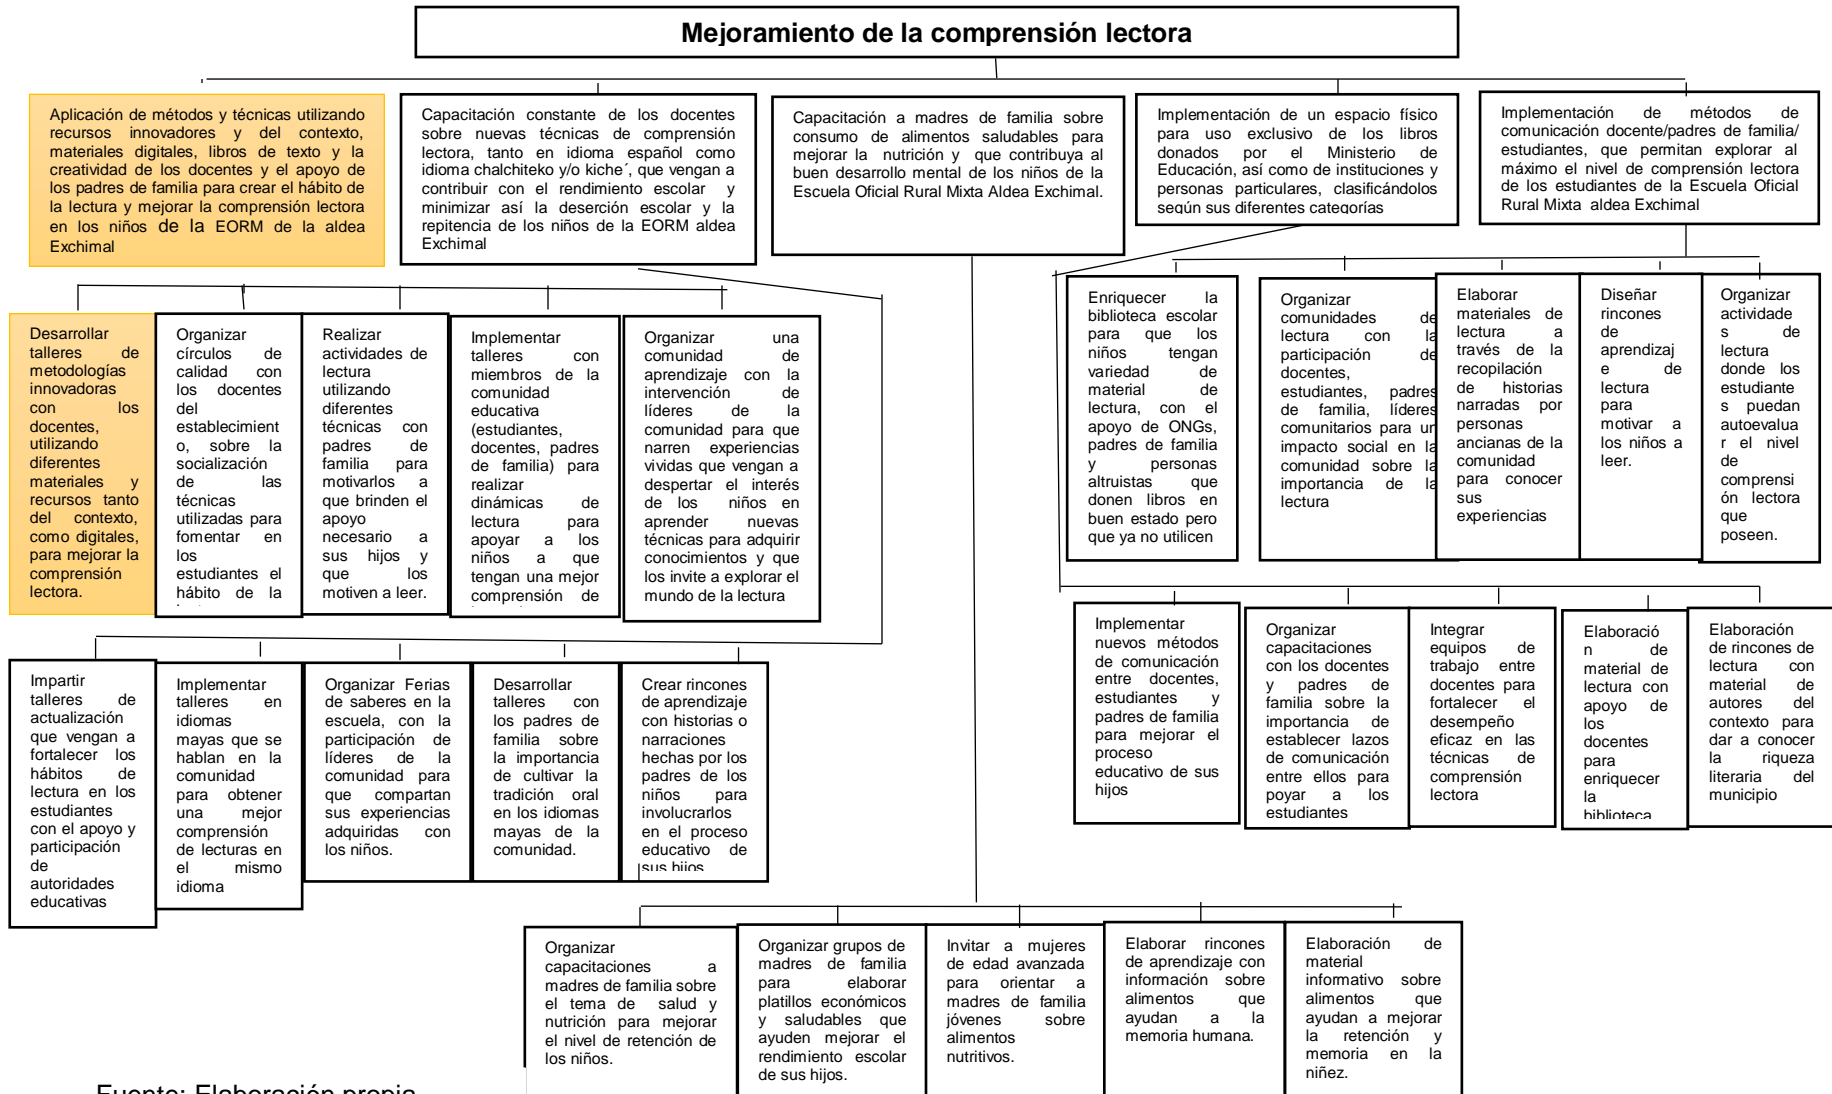 Mejoramiento de la comprensión lectora
Aplicación de métodos y técnicas utilizando
recursos innovadores y del contexto,
materiales digitales, libros de texto y la
creatividad de los docentes y el apoyo de
los padres de familia para crear el hábito de
la lectura y mejorar la comprensión lectora
en los niños de la EORM de la aldea
Exchimal
Capacitación constante de los docentes
sobre nuevas técnicas de comprensión
lectora, tanto en idioma español como
idioma chalchiteko y/o kiche´, que vengan a
contribuir con el rendimiento escolar y
minimizar así la deserción escolar y la
repitencia de los niños de la EORM aldea
Exchimal
Capacitación a madres de familia sobre
consumo de alimentos saludables para
mejorar la nutrición y que contribuya al
buen desarrollo mental de los niños de la
Escuela Oficial Rural Mixta Aldea Exchimal.
Implementación de un espacio físico
para uso exclusivo de los libros
donados por el Ministerio de
Educación, así como de instituciones y
personas particulares, clasificándolos
según sus diferentes categorías
Implementación de métodos de
comunicación docente/padres de familia/
estudiantes, que permitan explorar al
máximo el nivel de comprensión lectora
de los estudiantes de la Escuela Oficial
Rural Mixta aldea Exchimal
Desarrollar
talleres de
metodologías
innovadoras
con los
docentes,
utilizando
diferentes
materiales y
recursos tanto
del contexto,
como digitales,
para mejorar la
comprensión
lectora.
Organizar
círculos de
calidad con
los docentes
del
establecimient
o, sobre la
socialización
de las
técnicas
utilizadas para
fomentar en
los
estudiantes el
hábito de la
Realizar
actividades de
lectura
utilizando
diferentes
técnicas con
padres de
familia para
motivarlos a
que brinden el
apoyo
necesario a
sus hijos y
que los
motiven a leer.
Implementar
talleres con
miembros de la
comunidad
educativa
(estudiantes,
docentes, padres
de familia) para
realizar
dinámicas de
lectura para
apoyar a los
niños a que
tengan una mejor
comprensión de
Organizar una
comunidad de
aprendizaje con la
intervención de
líderes de la
comunidad para que
narren experiencias
vividas que vengan a
despertar el interés
de los niños en
aprender nuevas
técnicas para adquirir
conocimientos y que
los invite a explorar el
mundo de la lectura
Enriquecer la
biblioteca escolar
para que los
niños tengan
variedad de
material de
lectura, con el
apoyo de ONGs,
padres de familia
y personas
altruistas que
donen libros en
buen estado pero
que ya no utilicen
Organizar
comunidades de
lectura con la
participación de
docentes,
estudiantes, padres
de familia, líderes
comunitarios para un
impacto social en la
comunidad sobre la
importancia de la
lectura
Elaborar
materiales de
lectura a
través de la
recopilación
de historias
narradas por
personas
ancianas de la
comunidad
para conocer
sus
experiencias
Diseñar
rincones
de
aprendizaj
e de
lectura
para
motivar a
los niños a
leer.
Organizar
actividade
s de
lectura
donde los
estudiante
s puedan
autoevalua
r el nivel
de
comprensi
ón lectora
que
poseen.
Impartir
talleres de
actualización
que vengan a
fortalecer los
hábitos de
lectura en los
estudiantes
con el apoyo y
participación
de
autoridades
educativas
Implementar
talleres en
idiomas
mayas que se
hablan en la
comunidad
para obtener
una mejor
comprensión
de lecturas en
el mismo
idioma
Organizar Ferias
de saberes en la
escuela, con la
participación de
líderes de la
comunidad para
que compartan
sus experiencias
adquiridas con
los niños.
Desarrollar
talleres con
los padres de
familia sobre
la importancia
de cultivar la
tradición oral
en los idiomas
mayas de la
comunidad.
Crear rincones
de aprendizaje
con historias o
narraciones
hechas por los
padres de los
niños para
involucrarlos
en el proceso
educativo de
sus hijos
Implementar
nuevos métodos
de comunicación
entre docentes,
estudiantes y
padres de familia
para mejorar el
proceso
educativo de sus
hijos
Organizar
capacitaciones
con los docentes
y padres de
familia sobre la
importancia de
establecer lazos
de comunicación
entre ellos para
poyar a los
estudiantes
Integrar
equipos de
trabajo entre
docentes para
fortalecer el
desempeño
eficaz en las
técnicas de
comprensión
lectora
Elaboració
n de
material de
lectura con
apoyo de
los
docentes
para
enriquecer
la
biblioteca
Elaboración
de rincones de
lectura con
material de
autores del
contexto para
dar a conocer
la riqueza
literaria del
municipio
Organizar
capacitaciones a
madres de familia sobre
el tema de salud y
nutrición para mejorar
el nivel de retención de
los niños.
Organizar grupos de
madres de familia
para elaborar
platillos económicos
y saludables que
ayuden mejorar el
rendimiento escolar
de sus hijos.
Invitar a mujeres
de edad avanzada
para orientar a
madres de familia
jóvenes sobre
alimentos
nutritivos.
Elaborar rincones
de aprendizaje con
información sobre
alimentos que
ayudan a la
memoria humana.
Elaboración de
material
informativo sobre
alimentos que
ayudan a mejorar
la retención y
memoria en la
niñez.
Fuente: Elaboración propia